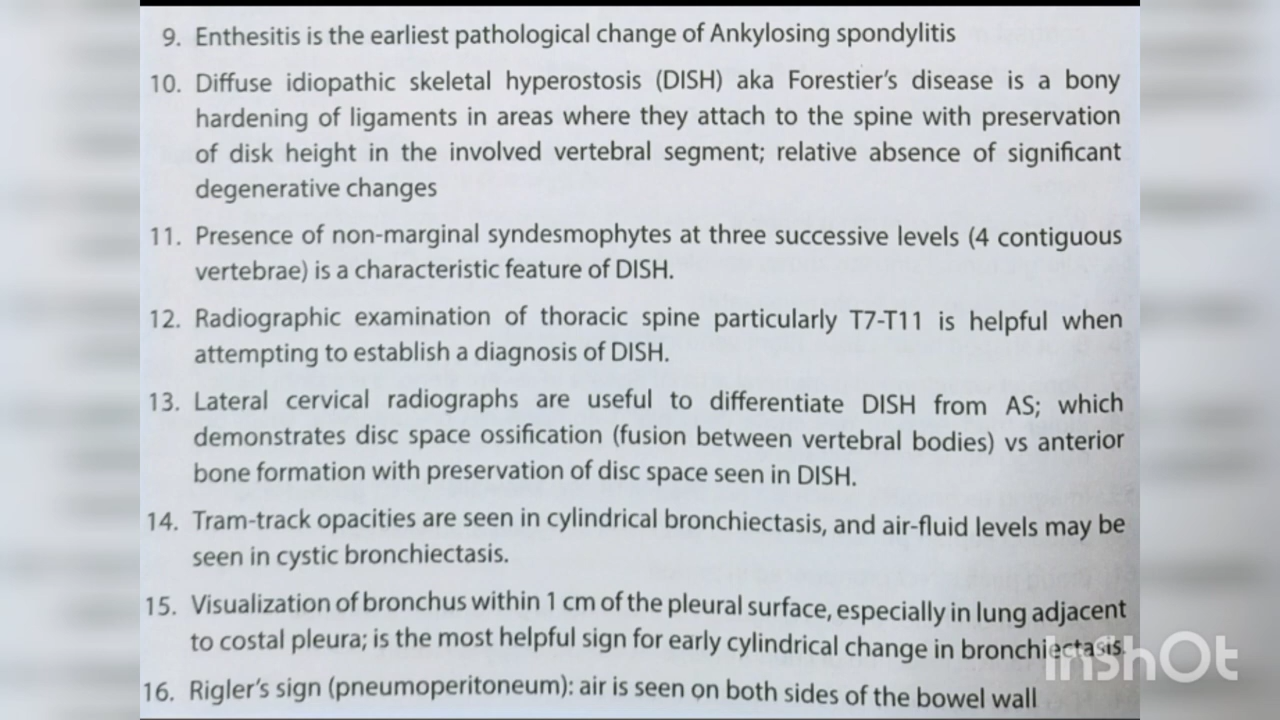 9. Enthesitis is the earliest pathological change of Ankylosing spondylitis
10. Diffuse idiopathic skeletal hyperostosis (DISH) aka Forestier's disease is a bony
hardening of ligaments in areas where they attach to the spine with preservation
of disk height in the involved vertebral segment; relative absence of significant
degenerative changes
11. Presence of non-marginal syndesmophytes at three successive levels (4 contiguous
vertebrae) is a characteristic feature of DISH.
12. Radiographic examination of thoracic spine particularly T7-T11 is helpful when
attempting to establish a diagnosis of DISH.
13. Lateral cervical radiographs are useful to differentiate DISH from AS; which
demonstrates disc space ossification (fusion between vertebral bodies) vs anterior
bone formation with preservation of disc space seen in DISH.
14. Tram-track opacities are seen in cylindrical bronchiectasis, and air-fluid levels may be
seen in cystic bronchiectasis.
15. Visualization of bronchus within 1 cm of the pleural surface, especially in lung adjacent
to costal pleura; is the most helpful sign for early cylindrical change in bronchiectasis.
InShOt
16. Rigler's sign (pneumoperitoneum): air is seen on both sides of the bowel wall